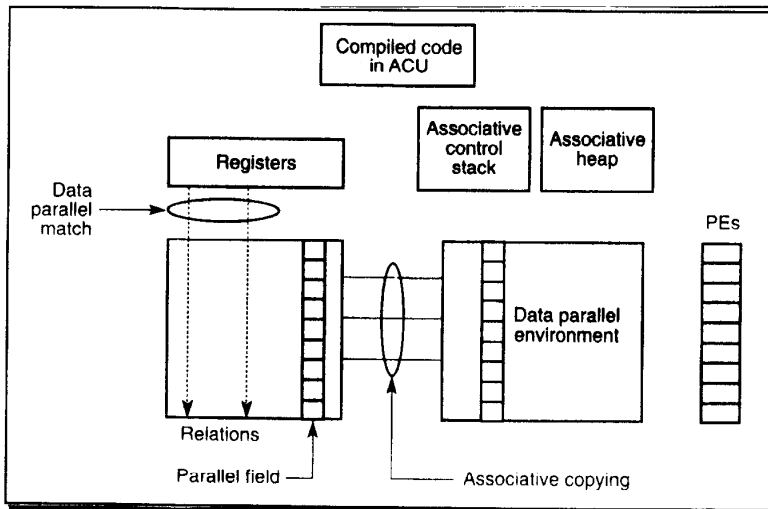 Compiled code
in ACU
Associative
control
stack
Associative
heap
Registers
Data
parallel
match
PEs
Data parallel
environment
Relations
Parallel field
Associative copying